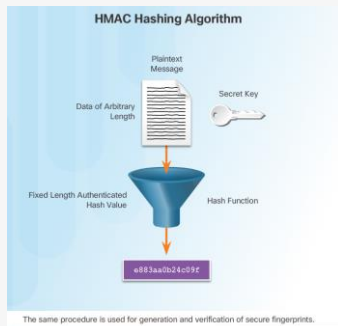 HMAC Hashing Algorithm
Plaintext
Message
Secret Key
Data of Arbitrary
Length
Fixed Length Authenticated
Hash Value
Hash Function
e883aa0b24c09f
The same procedure is used for generation and verification of secure fingerprints.